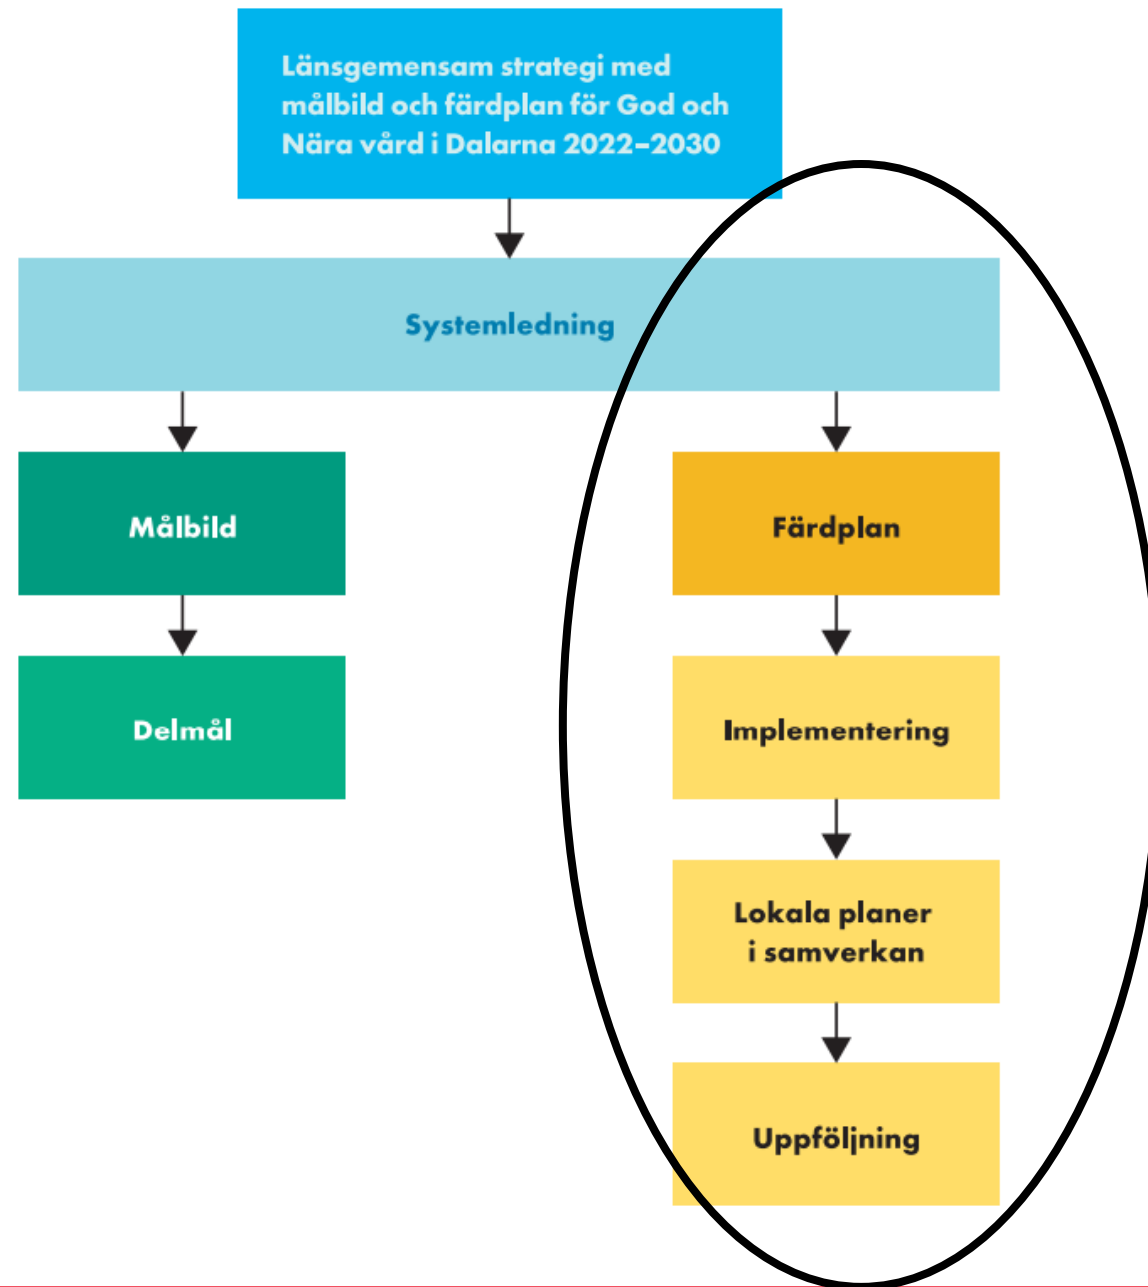 Länsgemensam strategi med
målbild och färdplan för God och
Nära vård i Dalarna 2022–2030
Systemledning
Målbild
Färdplan
Delmål
Implementering
Lokala planer
i samverkan
Uppföljning